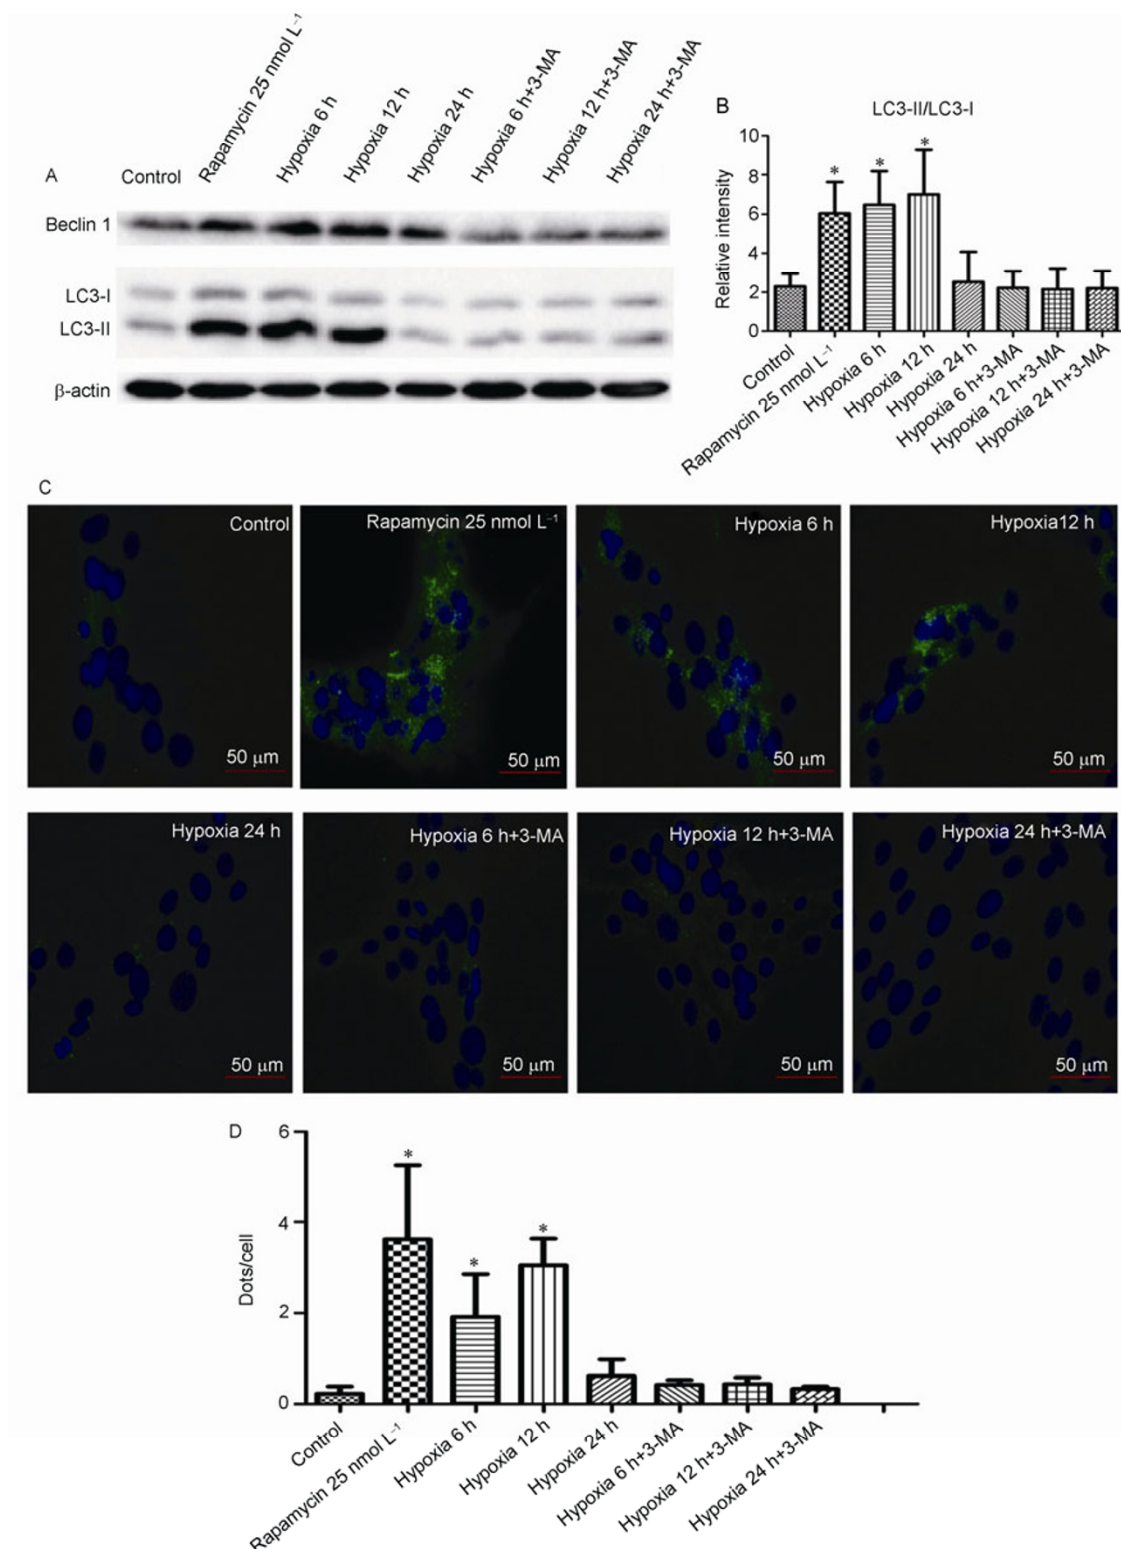 A
Control
Rapamycin 25 nmol L⁻¹
Hypoxia 6 h
Hypoxia 12 h
Hypoxia 24 h
Hypoxia 6 h+3-MA
Hypoxia 12 h+3-MA
Hypoxia 24 h+3-MA
Beclin 1
LC3-I
LC3-II
β-actin
B
LC3-II/LC3-I
Relative intensity
10
8
6
4
2
0
*
*
*
Control
Rapamycin 25 nmol L⁻¹
Hypoxia 6 h
Hypoxia 12 h
Hypoxia 24 h
Hypoxia 6 h+3-MA
Hypoxia 12 h+3-MA
Hypoxia 24 h+3-MA
C
Control
50 μm
Rapamycin 25 nmol L⁻¹
50 μm
Hypoxia 6 h
50 μm
Hypoxia12 h
50 μm
Hypoxia 24 h
50 μm
Hypoxia 6 h+3-MA
50 μm
Hypoxia 12 h+3-MA
50 μm
Hypoxia 24 h+3-MA
50 μm
D
Dots/cell
6
4
2
0
*
*
*
Control
Rapamycin 25 nmol L⁻¹
Hypoxia 6 h
Hypoxia 12 h
Hypoxia 24 h
Hypoxia 6 h+3-MA
Hypoxia 12 h+3-MA
Hypoxia 24 h+3-MA